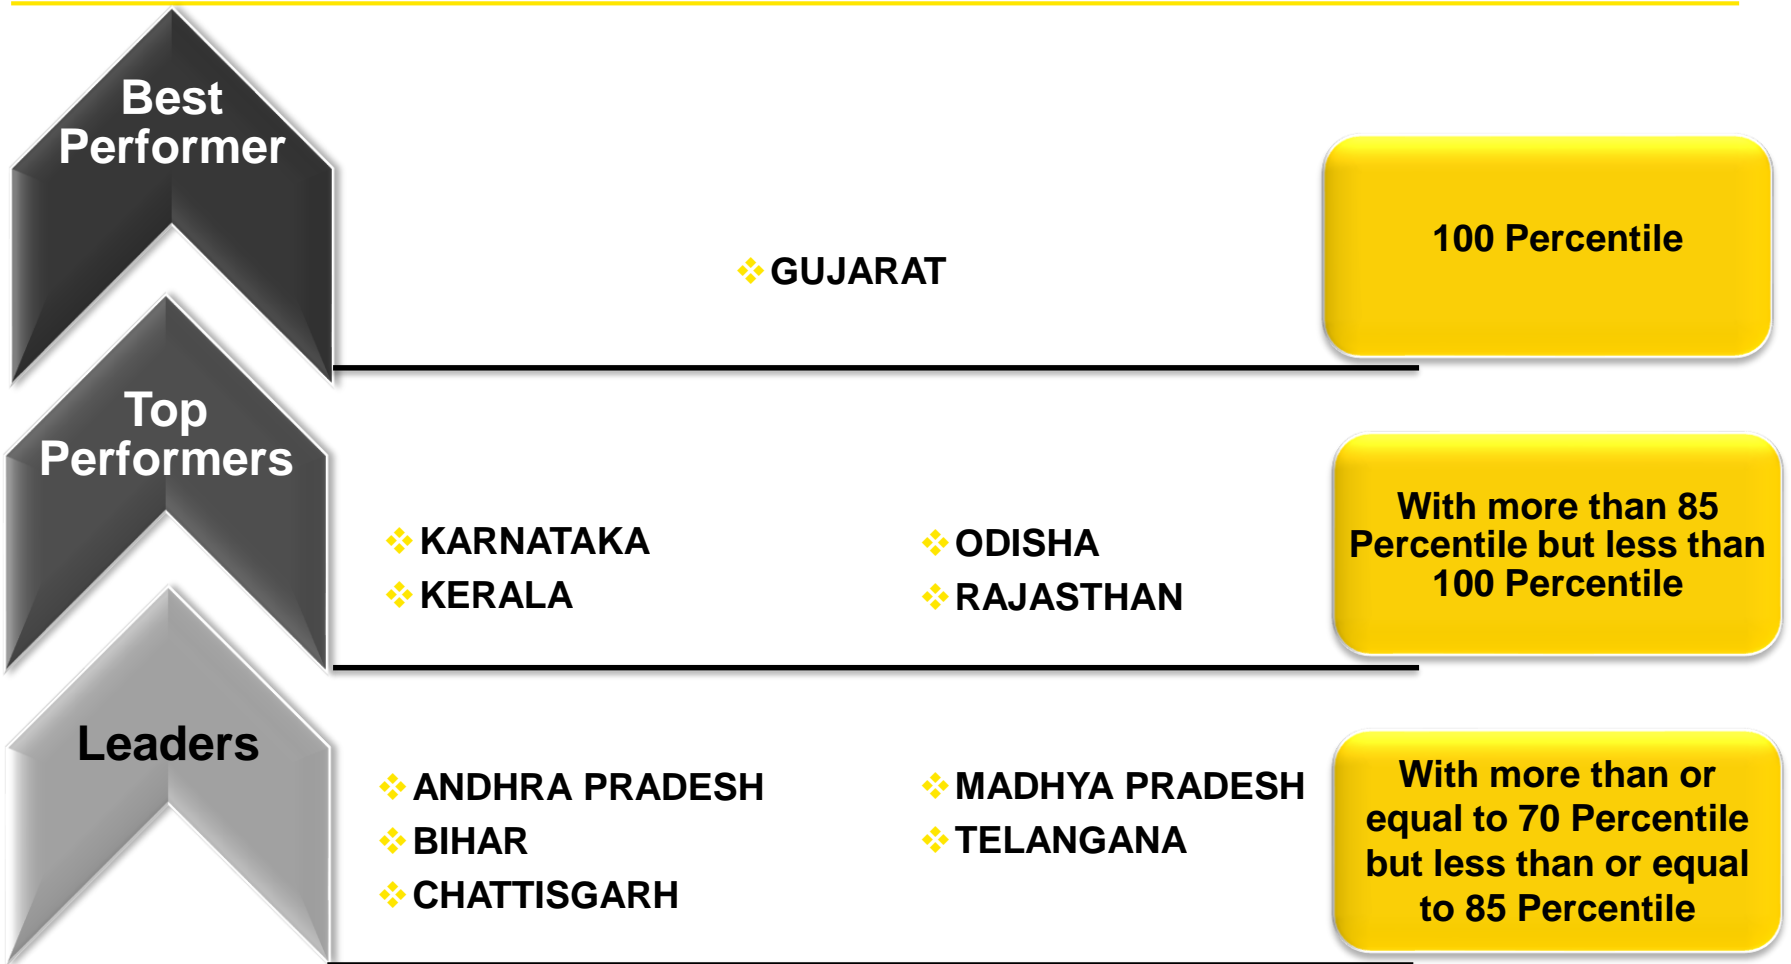 Best
Performer
GUJARAT
100 Percentile
Top
Performers
KARNATAKA
KERALA
ODISHA
RAJASTHAN
With more than 85
Percentile but less than
100 Percentile
Leaders
ANDHRA PRADESH
BIHAR
CHATTISGARH
MADHYA PRADESH
TELANGANA
With more than or
equal to 70 Percentile
but less than or equal
to 85 Percentile